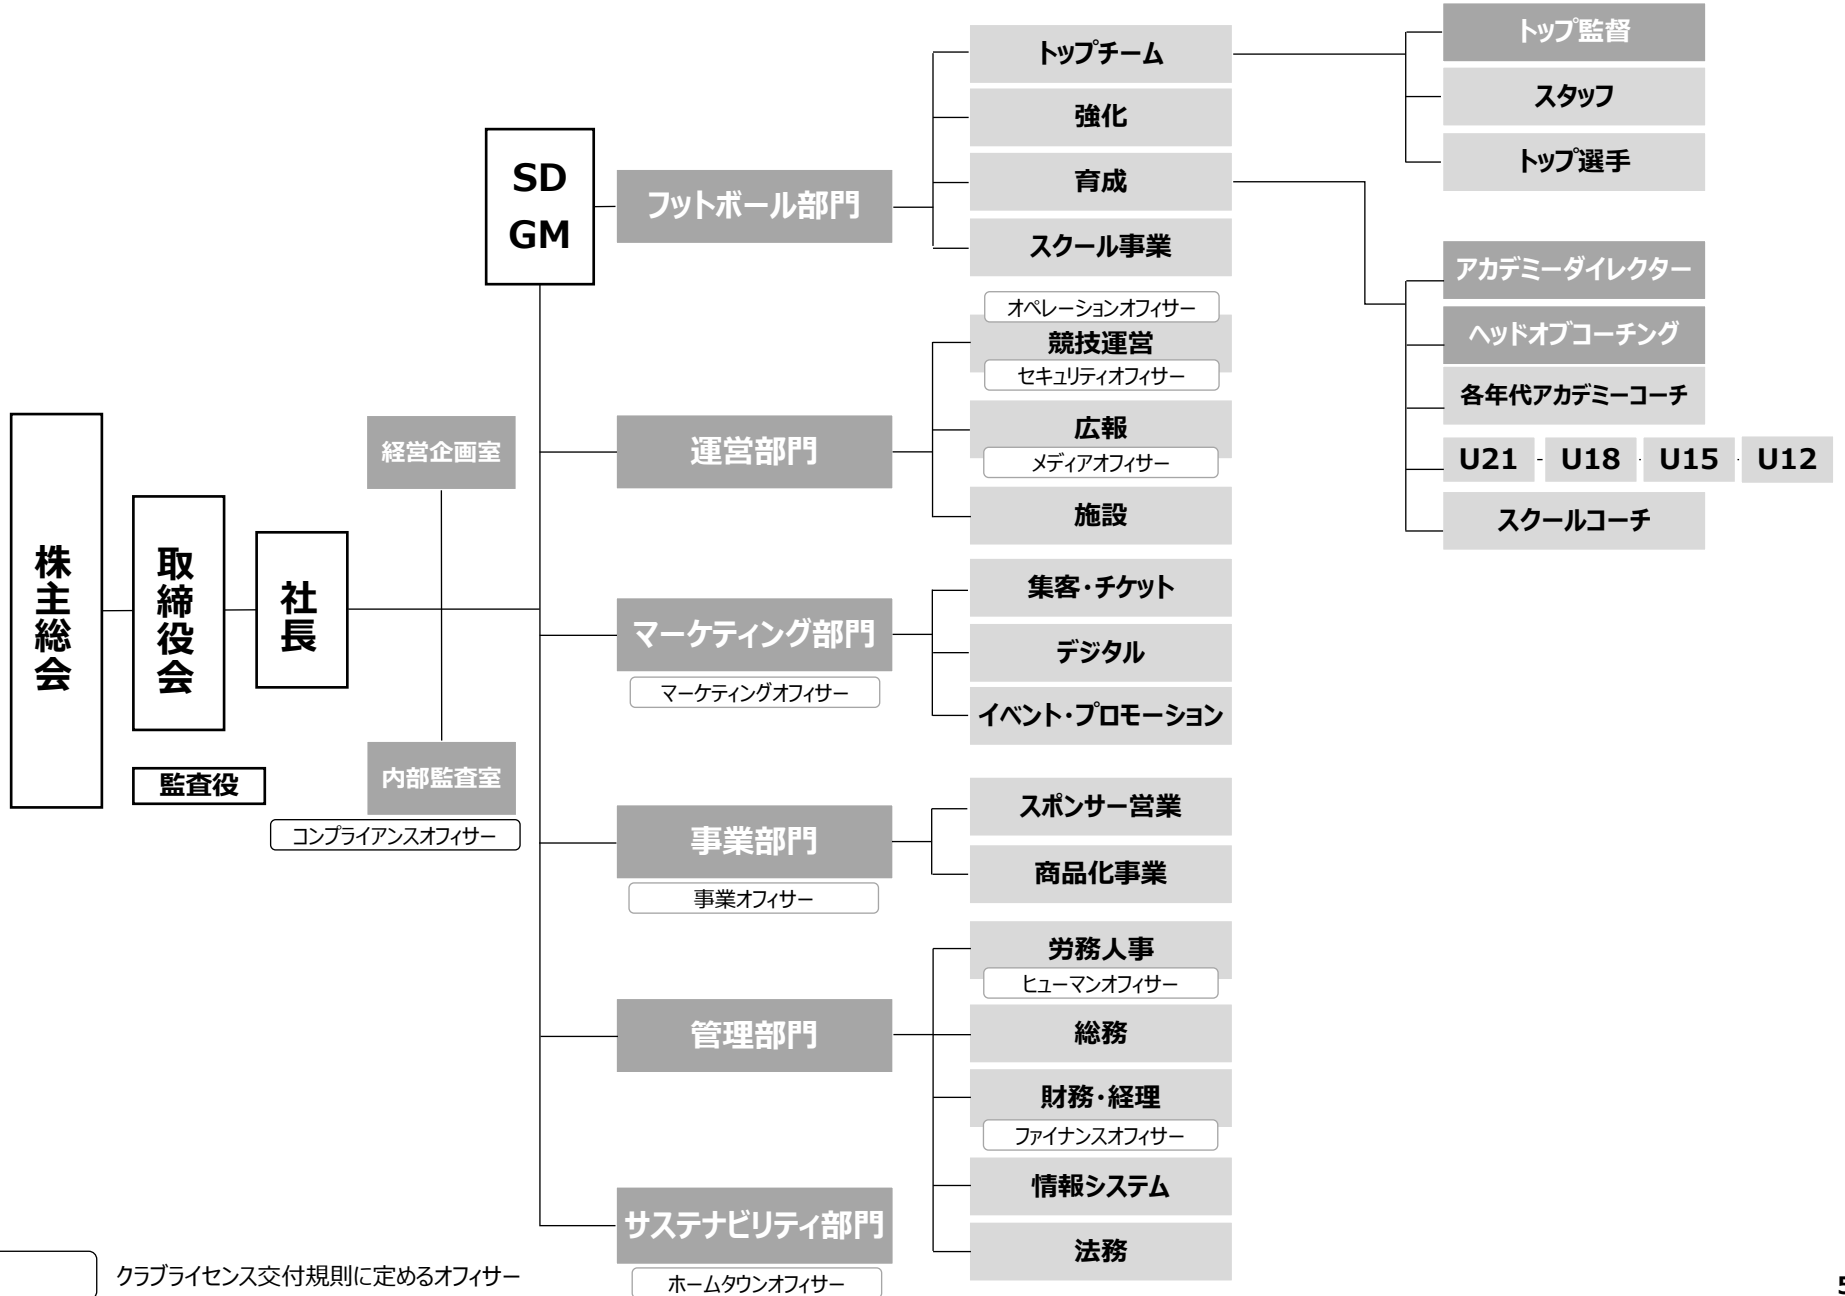 株主総会
取締役会
監査役
社長
経営企画室
内部監査室
コンプライアンスオフィサー
SD
GM
フットボール部門
トップチーム
強化
育成
スクール事業
トップ監督
スタッフ
トップ選手
アカデミーダイレクター
ヘッドオブコーチング
各年代アカデミーコーチ
U21 - U18 · U15 · U12
スクールコーチ
運営部門
オペレーションオフィサー
競技運営
セキュリティオフィサー
広報
メディアオフィサー
施設
マーケティング部門
マーケティングオフィサー
集客・チケット
デジタル
イベント・プロモーション
事業部門
事業オフィサー
スポンサー営業
商品化事業
管理部門
労務人事
ヒューマンオフィサー
総務
財務・経理
ファイナンスオフィサー
情報システム
法務
サステナビリティ部門
ホームタウンオフィサー
クラブライセンス交付規則に定めるオフィサー